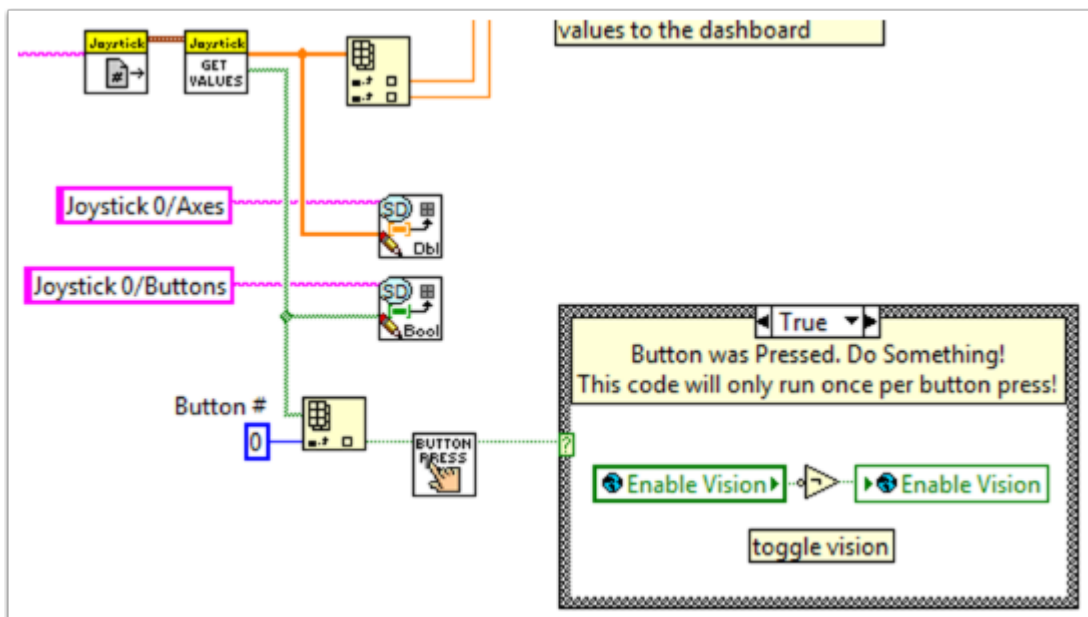 values to the dashboard
Joystick
Joystick
#
GET
VALUES
Joystick 0/Axes
SD
Dbl
Joystick 0/Buttons
SD
Bool
True
Button was Pressed. Do Something!
This code will only run once per button press!
Button #
0
BUTTON
PRESS
?
Enable Vision
Enable Vision
toggle vision